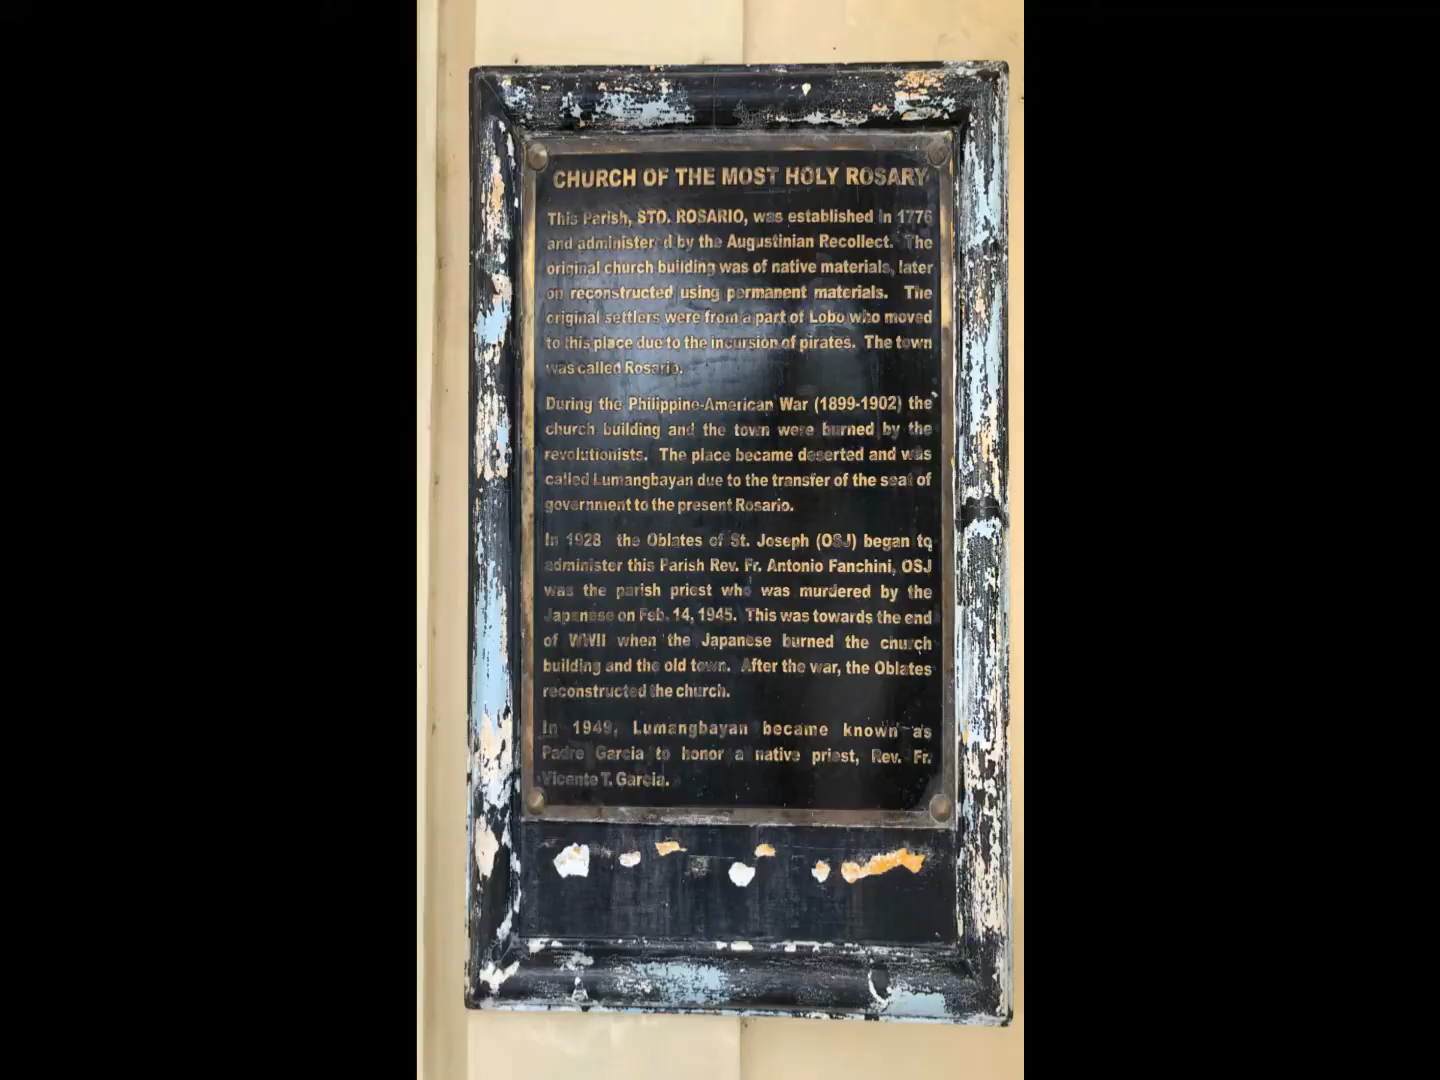 CHURCH OF THE MOST HOLY ROSARY
This Parish, STO. ROSARIO, was established in 1776
and administered by the Augustinian Recollect. The
original church building was of native materials, later
on reconstructed using permanent materials. The
original settlers were from a part of Lobo who moved
to this place due to the incursion of pirates. The town
was called Rosario.
During the Philippine-American War (1899-1902) the
church building and the town were burned by the
revolutionists. The place became deserted and was
called Lumangbayan due to the transfer of the seat of
government to the present Rosario.
In 1928 the Oblates of St. Joseph (OSJ) began to
administer this Parish Rev. Fr. Antonio Fanchini, OSJ
was the parish priest who was murdered by the
Japanese on Feb. 14, 1945. This was towards the end
of WWII when the Japanese burned the church
building and the old town. After the war, the Oblates
reconstructed the church.
In 1949, Lumangbayan became known as
Padre Garcia to honor a native priest, Rev. Fr.
Vicente T. Garcia.